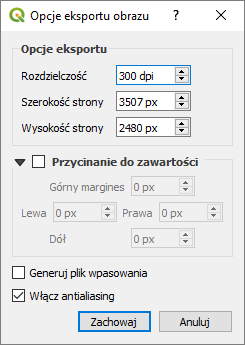 Opcje eksportu obrazu
Opcje eksportu
Rozdzielczość 300 dpi
Szerokość strony 3507 px
Wysokość strony 2480 px
Przycinanie do zawartości
Górny margines 0 px
Lewa 0 px Prawa 0 px
Dół 0 px
Generuj plik wpasowania
Włącz antialiasing
Zachowaj Anuluj